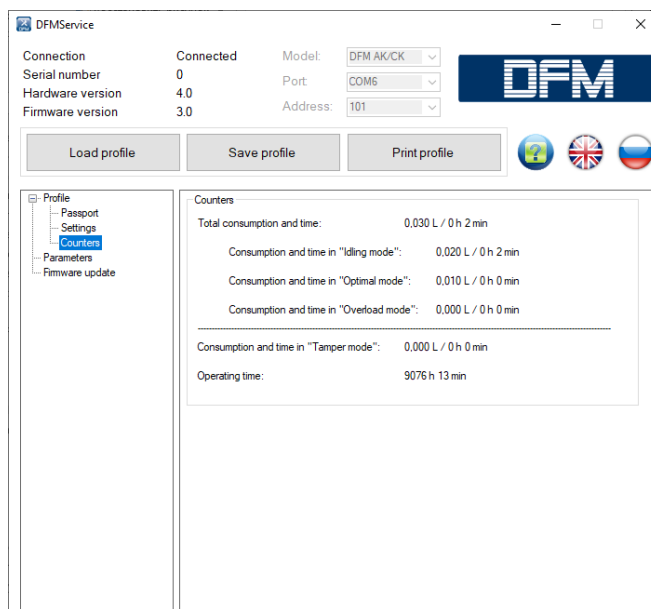 DFMService
Connection Connected Model: DFM AK/CK
Serial number 0 Port: COM6
Hardware version 4.0 Address: 101
Firmware version 3.0
DFM
Load profile Save profile Print profile
Profile
Passport
Settings
Counters
Parameters
Firmware update
Counters
Total consumption and time: 0,030 L / 0 h 2 min
Consumption and time in "Idling mode": 0,020 L / 0 h 2 min
Consumption and time in "Optimal mode": 0,010 L / 0 h 0 min
Consumption and time in "Overload mode": 0,000 L / 0 h 0 min
Consumption and time in "Tamper mode": 0,000 L / 0 h 0 min
Operating time: 9076 h 13 min